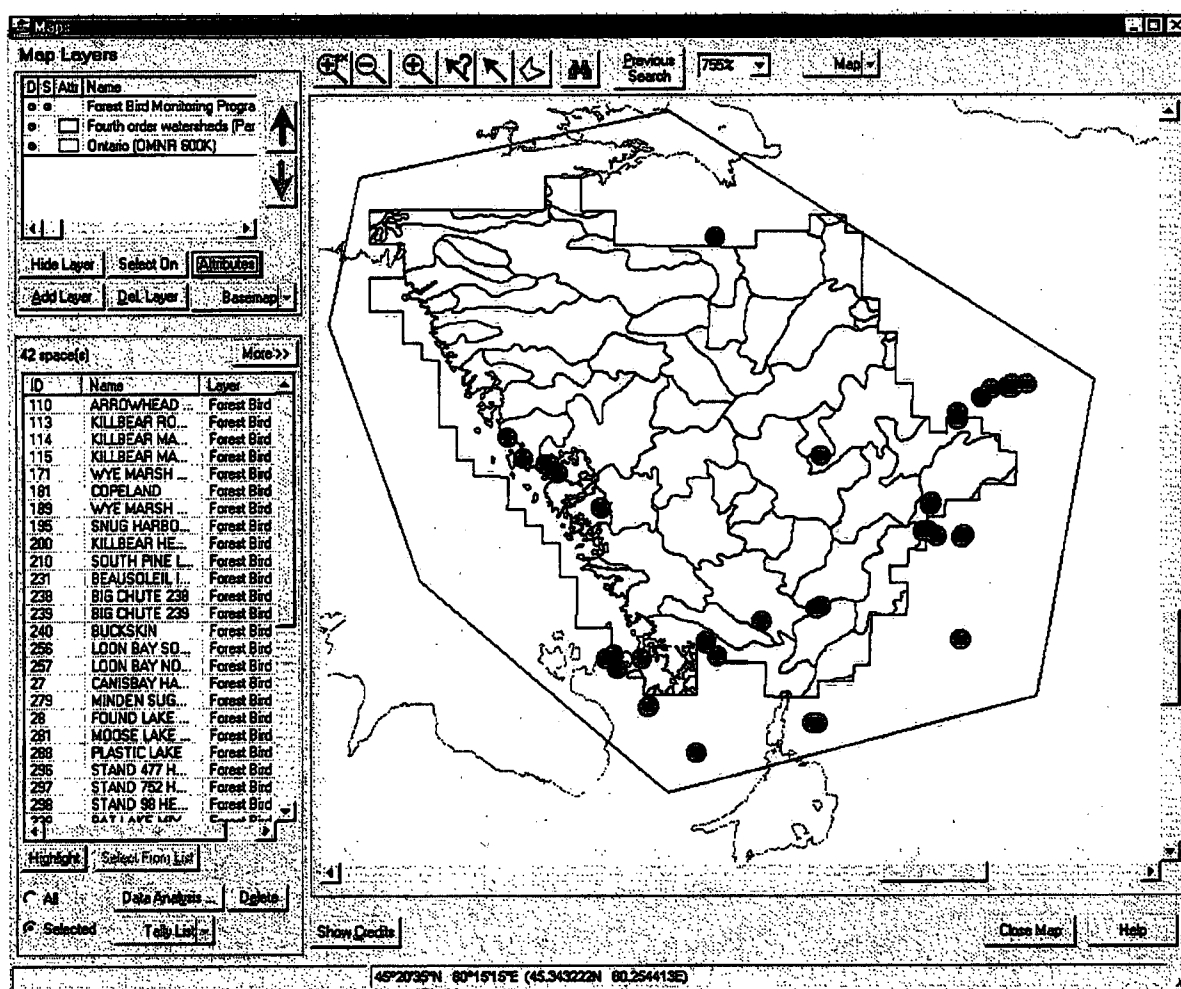 Maps
Map Layers
Previous Search
755%
Map
D S Attr Name
Forest Bird Monitoring Progra
Fourth order watersheds (Par
Ontario (OMNR 600K)
Hide Layer Select On Attributes
Add Layer Del. Layer Basemap
42 space(s) More >>
ID Name Layer
110 ARROWHEAD ... Forest Bird
113 KILLBEAR RO... Forest Bird
114 KILLBEAR MA... Forest Bird
115 KILLBEAR MA... Forest Bird
171 WYE MARSH ... Forest Bird
181 COPELAND Forest Bird
189 WYE MARSH ... Forest Bird
195 SNUG HARBO... Forest Bird
200 KILLBEAR HE... Forest Bird
210 SOUTH PINE L... Forest Bird
231 BEAUSOLEIL I... Forest Bird
238 BIG CHUTE 238 Forest Bird
239 BIG CHUTE 239 Forest Bird
240 BUCKSKIN Forest Bird
256 LOON BAY SO... Forest Bird
257 LOON BAY NO... Forest Bird
27 CANISBAY HA... Forest Bird
279 MINDEN SUG... Forest Bird
28 FOUND LAKE ... Forest Bird
281 MOOSE LAKE ... Forest Bird
288 PLASTIC LAKE Forest Bird
296 STAND 477 H... Forest Bird
297 STAND 752 H... Forest Bird
298 STAND 98 HE... Forest Bird
Highlight Select From List
All Data Analysis ... Delete
Selected Tally List
Show Credits Close Map Help
45°20'35"N 80°15'15"E (45.343222N 80.254413E)